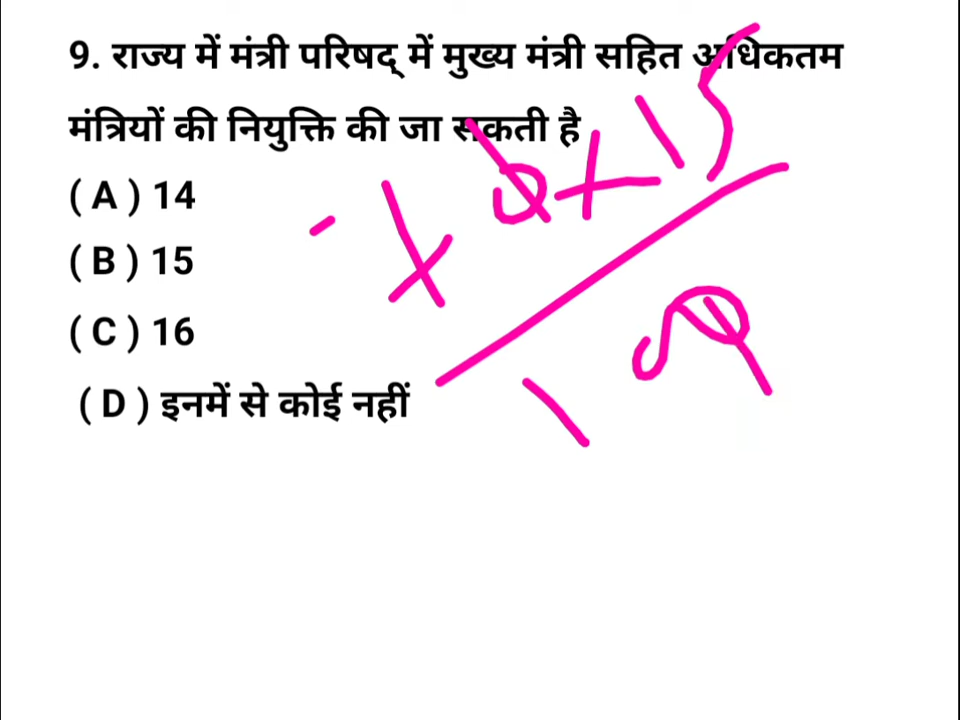 9. राज्य में मंत्री परिषद् में मुख्य मंत्री सहित अधिकतम
मंत्रियों की नियुक्ति की जा सकती है
( A ) 14
( B ) 15
( C ) 16
( D ) इनमें से कोई नहीं